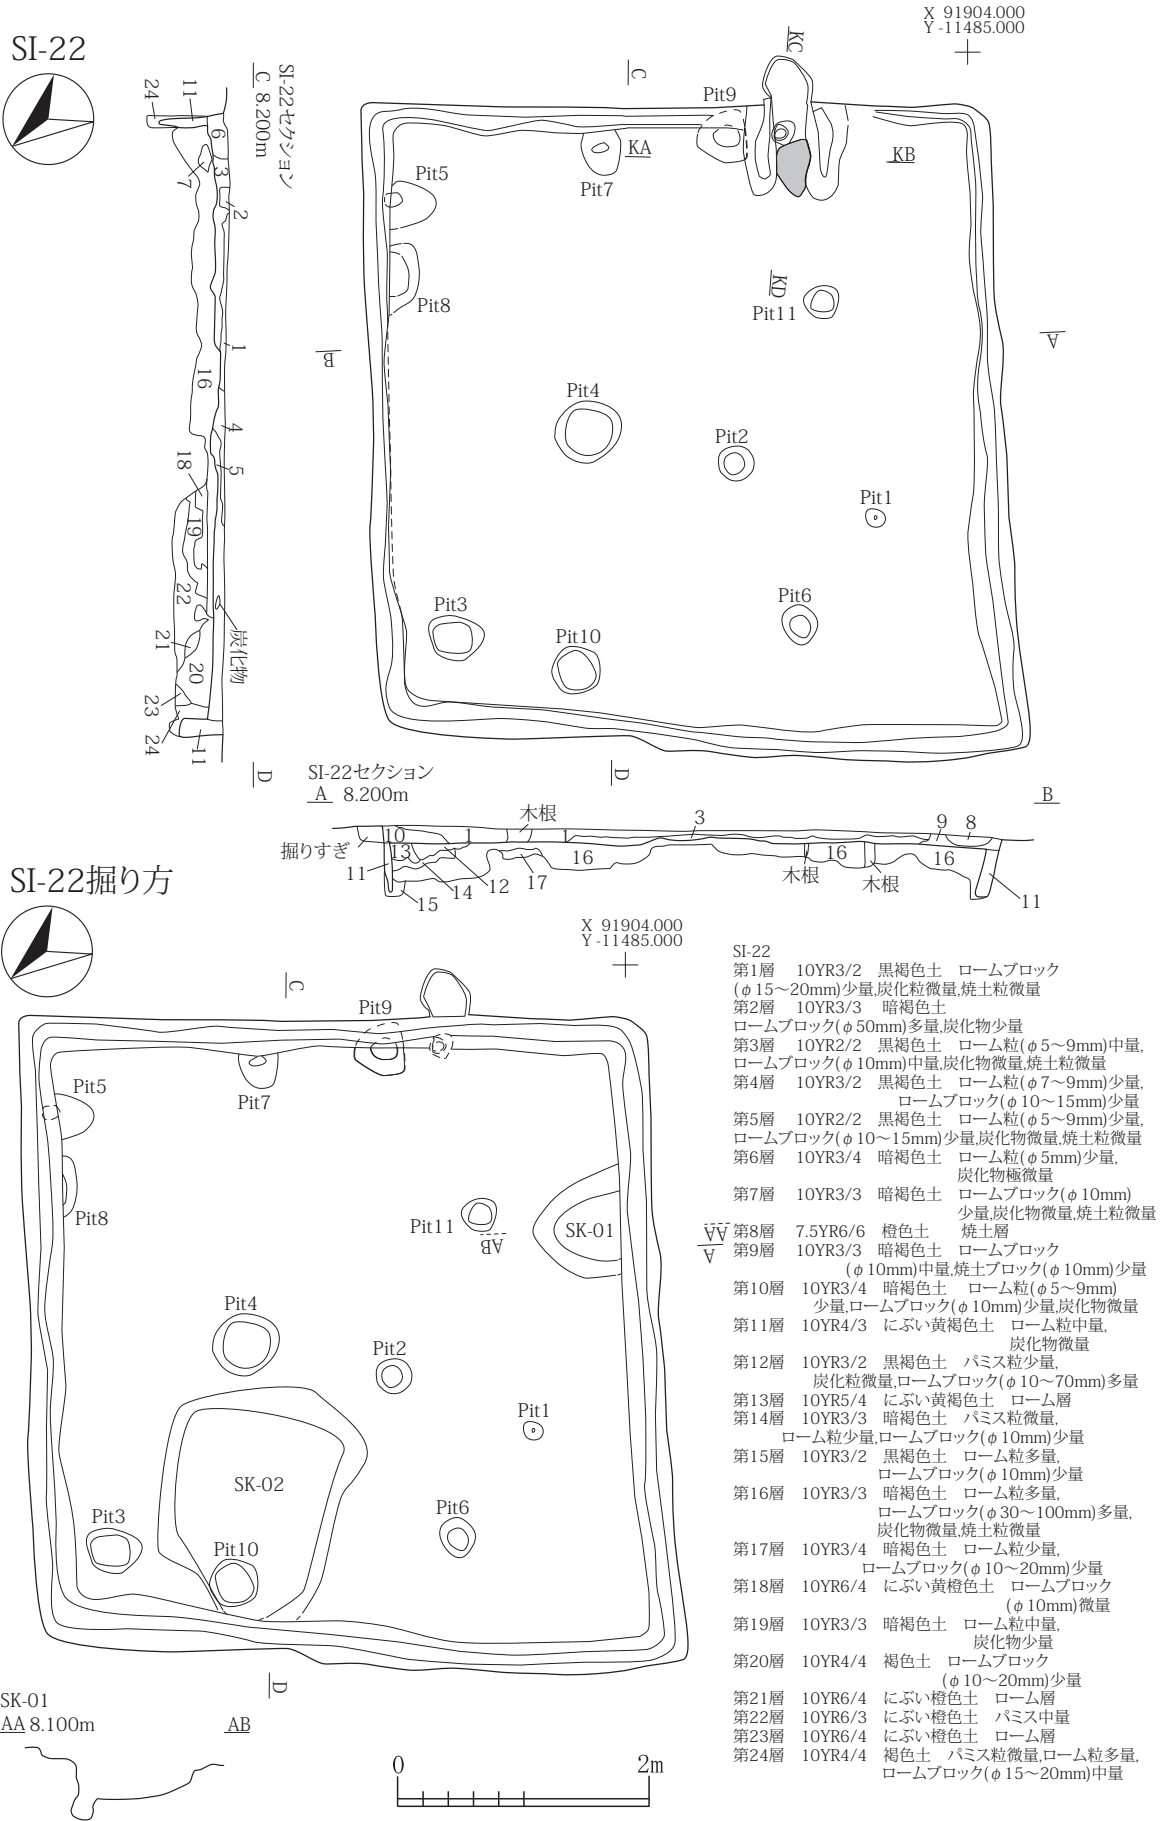 SI-22
SI-22セクション
C 8.200m
24
11
6
3
7
2
1
16
4
5
18
19
22
21
20
炭化物
23
24
11
D
X 91904.000
Y -11485.000
C
KC
Pit9
KA
KB
Pit7
Pit5
Pit8
KD
Pit11
A
B
Pit4
Pit2
Pit1
Pit3
Pit10
Pit6
D
SI-22セクション
A 8.200m
B
木根
3
9
8
10
1
1
掘りすぎ
13
11
14
12
17
16
15
木根
16
木根
16
11
SI-22掘り方
X 91904.000
Y -11485.000
C
Pit9
Pit7
Pit5
Pit8
Pit11
AB
SK-01
AA
A
Pit4
Pit2
Pit1
SK-02
Pit3
Pit10
Pit6
D
SK-01
AA 8.100m
AB
0
2m
SI-22
第1層 10YR3/2 黒褐色土 ロームブロック
(φ15～20mm)少量,炭化粒微量,焼土粒微量
第2層 10YR3/3 暗褐色土
ロームブロック(φ50mm)多量,炭化物少量
第3層 10YR2/2 黒褐色土 ローム粒(φ5～9mm)中量,
ロームブロック(φ10mm)中量,炭化物微量,焼土粒微量
第4層 10YR3/2 黒褐色土 ローム粒(φ7～9mm)少量,
ロームブロック(φ10～15mm)少量
第5層 10YR2/2 黒褐色土 ローム粒(φ5～9mm)少量,
ロームブロック(φ10～15mm)少量,炭化物微量,焼土粒微量
第6層 10YR3/4 暗褐色土 ローム粒(φ5mm)少量,
炭化物極微量
第7層 10YR3/3 暗褐色土 ロームブロック(φ10mm)
少量,炭化物微量,焼土粒微量
第8層 7.5YR6/6 橙色土 焼土層
第9層 10YR3/3 暗褐色土 ロームブロック
(φ10mm)中量,焼土ブロック(φ10mm)少量
第10層 10YR3/4 暗褐色土 ローム粒(φ5～9mm)
少量,ロームブロック(φ10mm)少量,炭化物微量
第11層 10YR4/3 にぶい黄褐色土 ローム粒中量,
炭化物微量
第12層 10YR3/2 黒褐色土 パミス粒少量,
炭化粒微量,ロームブロック(φ10～70mm)多量
第13層 10YR5/4 にぶい黄褐色土 ローム層
第14層 10YR3/3 暗褐色土 パミス粒微量,
ローム粒少量,ロームブロック(φ10mm)少量
第15層 10YR3/2 黒褐色土 ローム粒多量,
ロームブロック(φ10mm)少量
第16層 10YR3/3 暗褐色土 ローム粒多量,
ロームブロック(φ30～100mm)多量,
炭化物微量,焼土粒微量
第17層 10YR3/4 暗褐色土 ローム粒少量,
ロームブロック(φ10～20mm)少量
第18層 10YR6/4 にぶい黄橙色土 ロームブロック
(φ10mm)微量
第19層 10YR3/3 暗褐色土 ローム粒中量,
炭化物少量
第20層 10YR4/4 褐色土 ロームブロック
(φ10～20mm)少量
第21層 10YR6/4 にぶい橙色土 ローム層
第22層 10YR6/3 にぶい橙色土 パミス中量
第23層 10YR6/4 にぶい橙色土 ローム層
第24層 10YR4/4 褐色土 パミス粒微量,ローム粒多量,
ロームブロック(φ15～20mm)中量